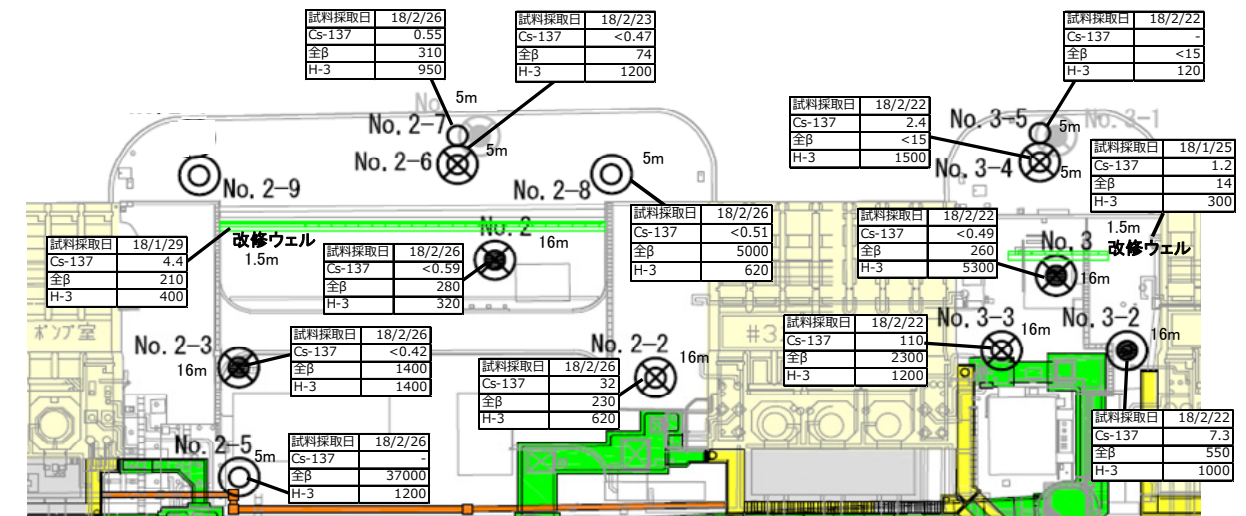 試料採取日 18/2/26
Cs-137 0.55
全β 310
H-3 950
試料採取日 18/2/23
Cs-137 <0.47
全β 74
H-3 1200
試料採取日 18/2/22
Cs-137 -
全β <15
H-3 120
試料採取日 18/2/22
Cs-137 2.4
全β <15
H-3 1500
No 5m
No. 2-7
No. 2-6 5m
No. 3-5 5m No. 3-1
No. 3-4 5m
試料採取日 18/1/25
Cs-137 1.2
全β 14
H-3 300
No. 2-9
No. 2-8 5m
試料採取日 18/2/26
Cs-137 <0.51
全β 5000
H-3 620
試料採取日 18/2/22
Cs-137 <0.49
全β 260
H-3 5300
改修ウェル
1.5m
No. 2 16m
No. 3 16m
1.5m
改修ウェル
試料採取日 18/1/29
Cs-137 4.4
全β 210
H-3 400
試料採取日 18/2/26
Cs-137 <0.59
全β 280
H-3 320
ポンプ室
No. 2-3
16m
試料採取日 18/2/26
Cs-137 <0.42
全β 1400
H-3 1400
No. 2-2
16m
試料採取日 18/2/26
Cs-137 32
全β 230
H-3 620
#3
試料採取日 18/2/22
Cs-137 110
全β 2300
H-3 1200
No. 3-3
16m
No. 3-2
16m
No. 2-5
5m
試料採取日 18/2/26
Cs-137 -
全β 37000
H-3 1200
試料採取日 18/2/22
Cs-137 7.3
全β 550
H-3 1000